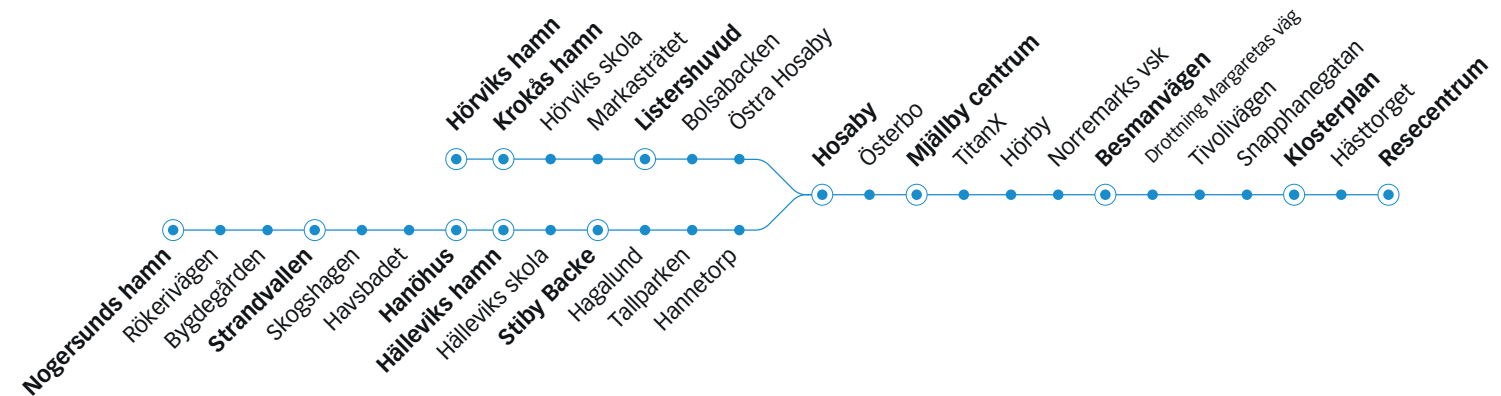 Hörviks hamn
Krokås hamn
Hörviks skola
Markasträtet
Listershuvud
Bolsabacken
Östra Hosaby
Hosaby
Österbo
Mjällby centrum
TitanX
Hörby
Norremarks vsk
Besmanvägen
Drottning Margaretas väg
Tivolivägen
Snapphanegatan
Klosterplan
Hästtorget
Resecentrum
Nogersunds hamn
Rökerivägen
Bygdegården
Strandvallen
Skogshagen
Havsbadet
Hanöhus
Hälleviks hamn
Hälleviks skola
Stiby Backe
Hagalund
Tallparken
Hannetorp